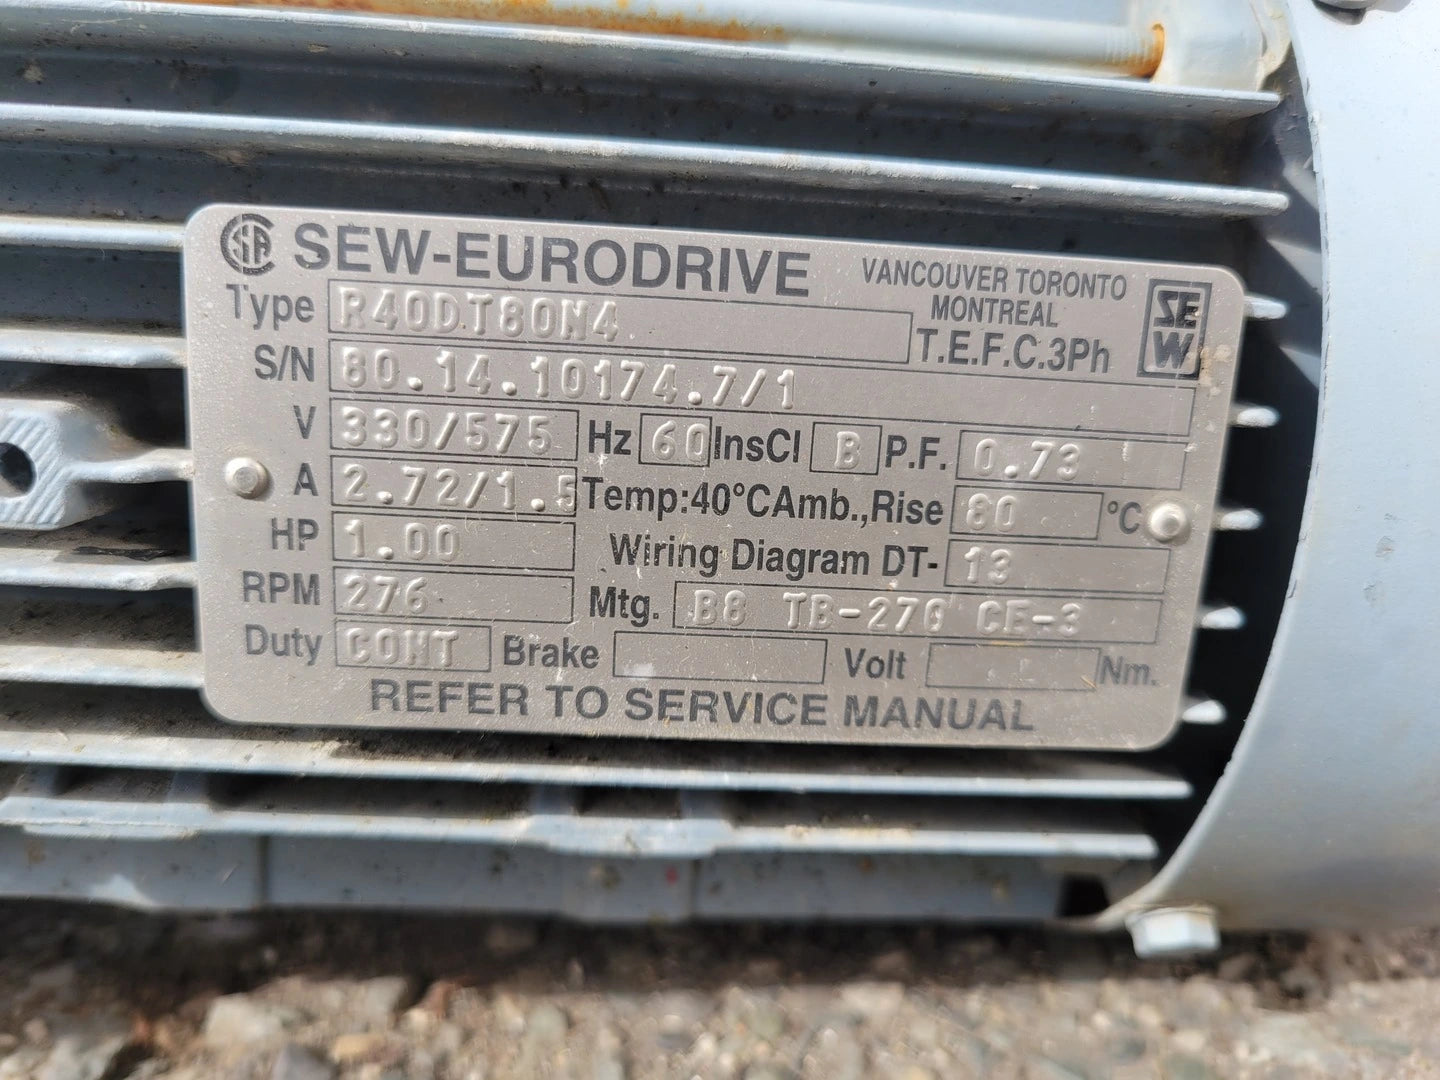 CSA SEW-EURODRIVE VANCOUVER TORONTO MONTREAL SEW
Type R40DT80N4 T.E.F.C.3Ph
S/N 80.14.10174.7/1
V 330/575 Hz 60 InsCl B P.F. 0.73
A 2.72/1.5 Temp:40°CAmb.,Rise 80 °C
HP 1.00 Wiring Diagram DT- 13
RPM 276 Mtg. B8 TB-270 CE-3
Duty CONT Brake Volt Nm.
REFER TO SERVICE MANUAL